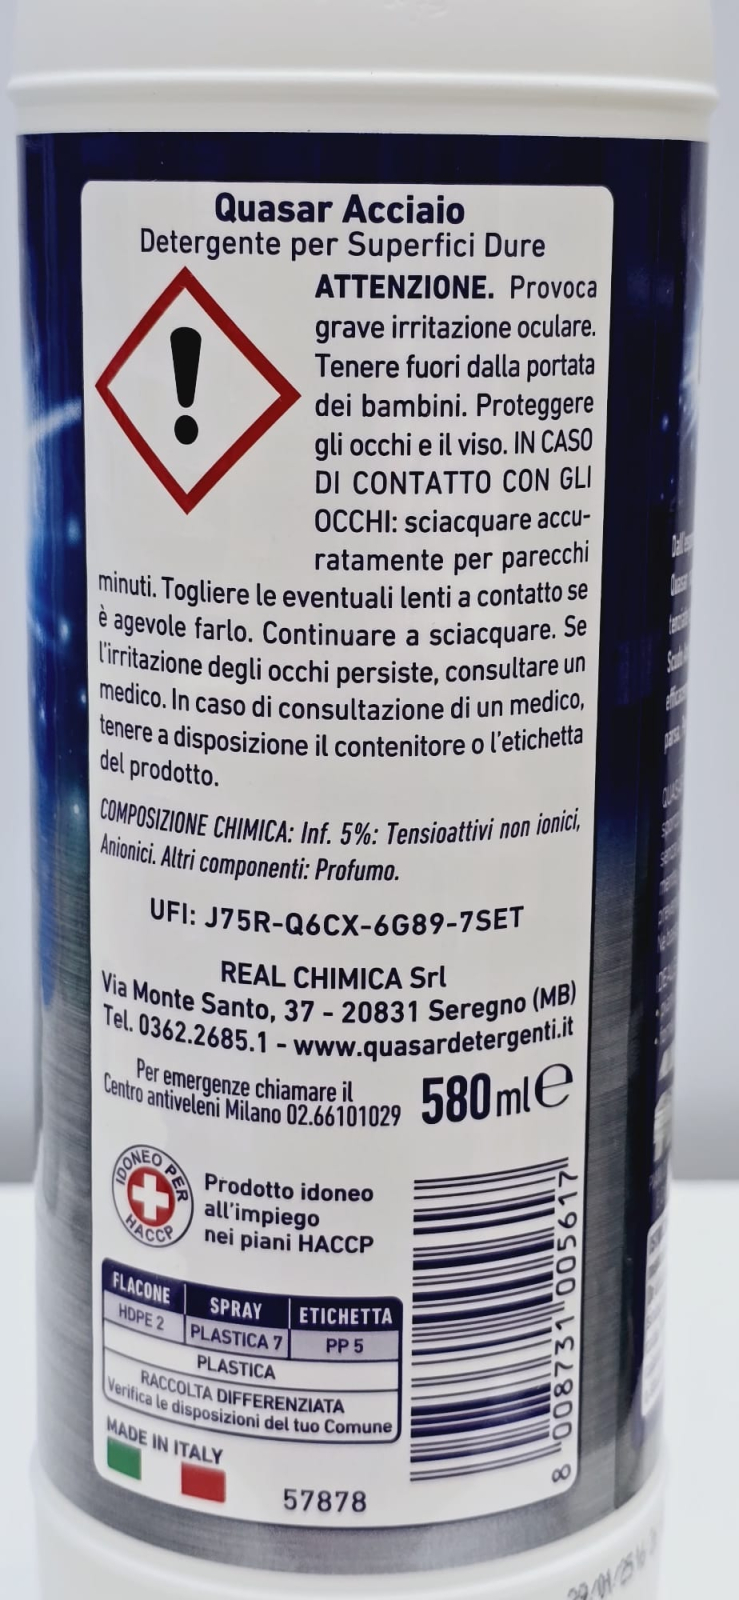 Quasar Acciaio
Detergente per Superfici Dure
ATTENZIONE. Provoca
grave irritazione oculare.
Tenere fuori dalla portata
dei bambini. Proteggere
gli occhi e il viso. IN CASO
DI CONTATTO CON GLI
OCCHI: sciacquare accu-
ratamente per parecchi
minuti. Togliere le eventuali lenti a contatto se
è agevole farlo. Continuare a sciacquare. Se
l'irritazione degli occhi persiste, consultare un
medico. In caso di consultazione di un medico,
tenere a disposizione il contenitore o l'etichetta
del prodotto.
COMPOSIZIONE CHIMICA: Inf. 5%: Tensioattivi non ionici,
Anionici. Altri componenti: Profumo.
UFI: J75R-Q6CX-6G89-7SET
REAL CHIMICA Srl
Via Monte Santo, 37 - 20831 Seregno (MB)
Tel. 0362.2685.1 - www.quasardetergenti.it
Per emergenze chiamare il
Centro antiveleni Milano 02.66101029
580 ml e
IDONEO PER
HACCP
Prodotto idoneo
all'impiego
nei piani HACCP
FLACONE SPRAY ETICHETTA
HDPE 2 PLASTICA 7 PP 5
PLASTICA
RACCOLTA DIFFERENZIATA
Verifica le disposizioni del tuo Comune
MADE IN ITALY
57878
8 008731 005617